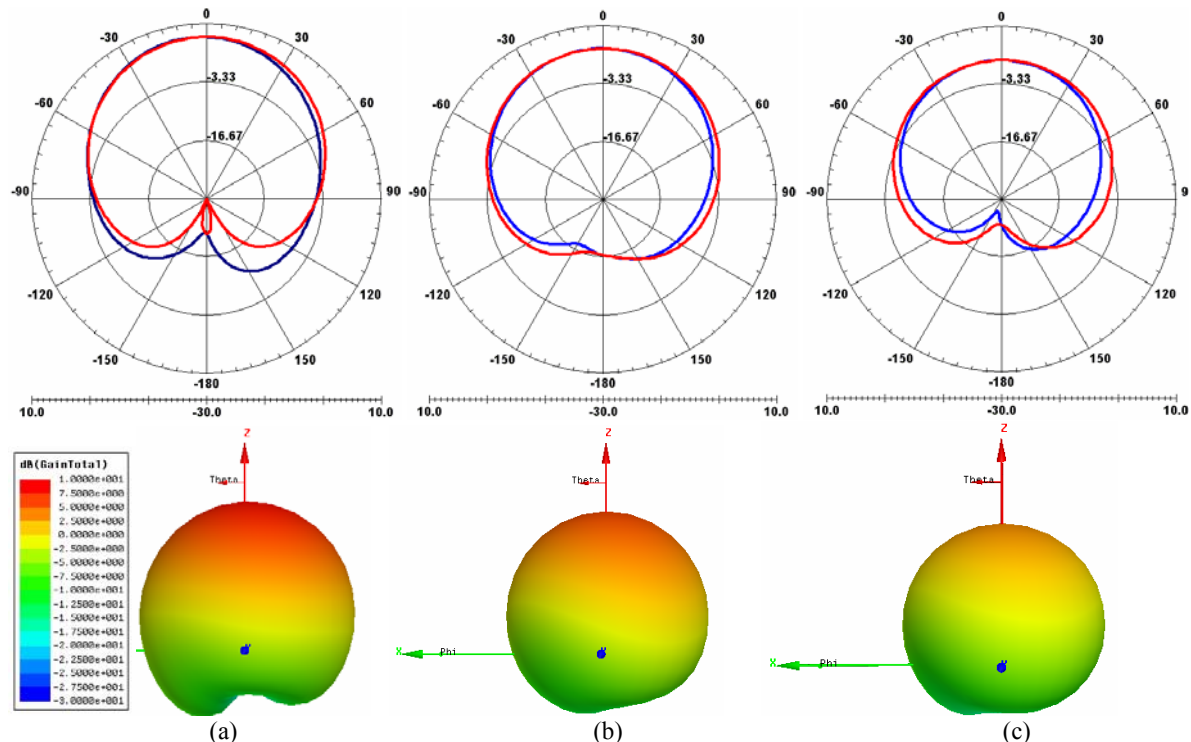 0
-30 30
-3.33
-60 60
-16.67
-90 90
-120 120
-150 150
-180
10.0 -30.0 10.0
0
-30 30
-3.33
-60 60
-16.67
-90 90
-120 120
-150 150
-180
10.0 -30.0 10.0
0
-30 30
-3.33
-60 60
-16.67
-90 9
-120 120
-150 150
-180
10.0 -30.0 10.0
dB(GainTotal)
1.0000e+001
7.5000e+000
5.0000e+000
2.5000e+000
0.0000e+000
-2.5000e+000
-5.0000e+000
-7.5000e+000
-1.0000e+001
-1.2500e+001
-1.5000e+001
-1.7500e+001
-2.0000e+001
-2.2500e+001
-2.5000e+001
-2.7500e+001
-3.0000e+001
Z
Theta
Z
Theta
X Phi
Z
Theta
X Phi
(a) (b) (c)